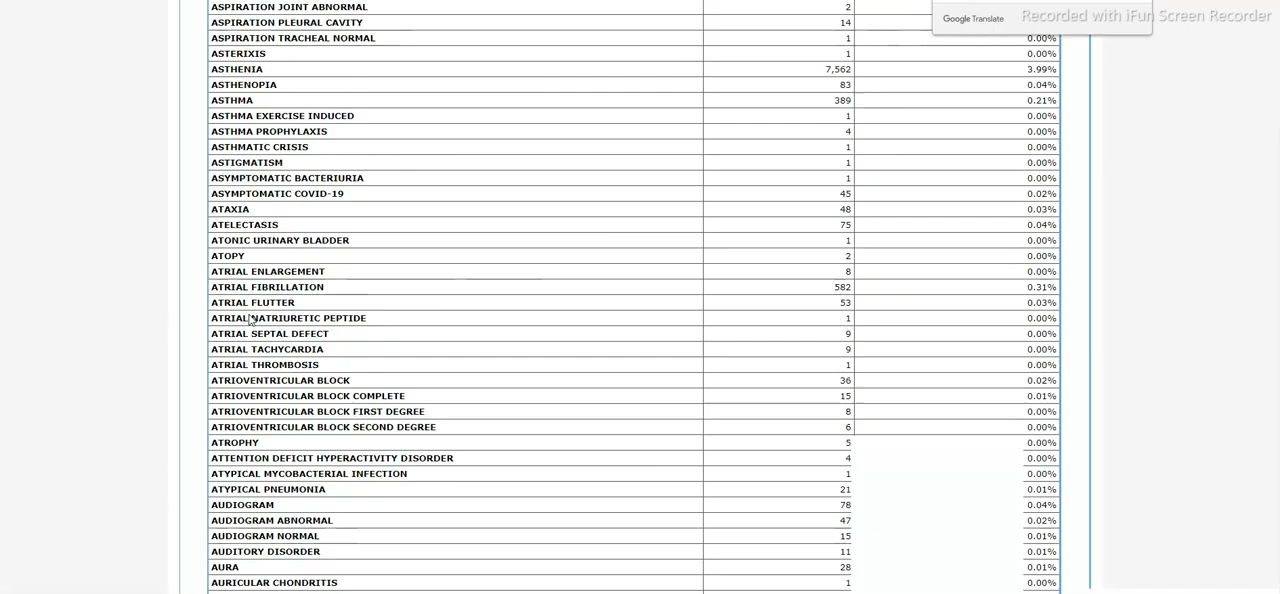 ASPIRATION JOINT ABNORMAL 2
Google Translate
Recorded with iFun Screen Recorder
ASPIRATION PLEURAL CAVITY 14
ASPIRATION TRACHEAL NORMAL 1 0.00%
ASTERIXIS 1 0.00%
ASTHENIA 7,562 3.99%
ASTHENOPIA 83 0.04%
ASTHMA 389 0.21%
ASTHMA EXERCISE INDUCED 1 0.00%
ASTHMA PROPHYLAXIS 4 0.00%
ASTHMATIC CRISIS 1 0.00%
ASTIGMATISM 1 0.00%
ASYMPTOMATIC BACTERIURIA 1 0.00%
ASYMPTOMATIC COVID-19 45 0.02%
ATAXIA 48 0.03%
ATELECTASIS 75 0.04%
ATONIC URINARY BLADDER 1 0.00%
ATOPY 2 0.00%
ATRIAL ENLARGEMENT 8 0.00%
ATRIAL FIBRILLATION 582 0.31%
ATRIAL FLUTTER 53 0.03%
ATRIAL NATRIURETIC PEPTIDE 1 0.00%
ATRIAL SEPTAL DEFECT 9 0.00%
ATRIAL TACHYCARDIA 9 0.00%
ATRIAL THROMBOSIS 1 0.00%
ATRIOVENTRICULAR BLOCK 36 0.02%
ATRIOVENTRICULAR BLOCK COMPLETE 15 0.01%
ATRIOVENTRICULAR BLOCK FIRST DEGREE 8 0.00%
ATRIOVENTRICULAR BLOCK SECOND DEGREE 6 0.00%
ATROPHY 5 0.00%
ATTENTION DEFICIT HYPERACTIVITY DISORDER 4 0.00%
ATYPICAL MYCOBACTERIAL INFECTION 1 0.00%
ATYPICAL PNEUMONIA 21 0.01%
AUDIOGRAM 78 0.04%
AUDIOGRAM ABNORMAL 47 0.02%
AUDIOGRAM NORMAL 15 0.01%
AUDITORY DISORDER 11 0.01%
AURA 28 0.01%
AURICULAR CHONDRITIS 1 0.00%